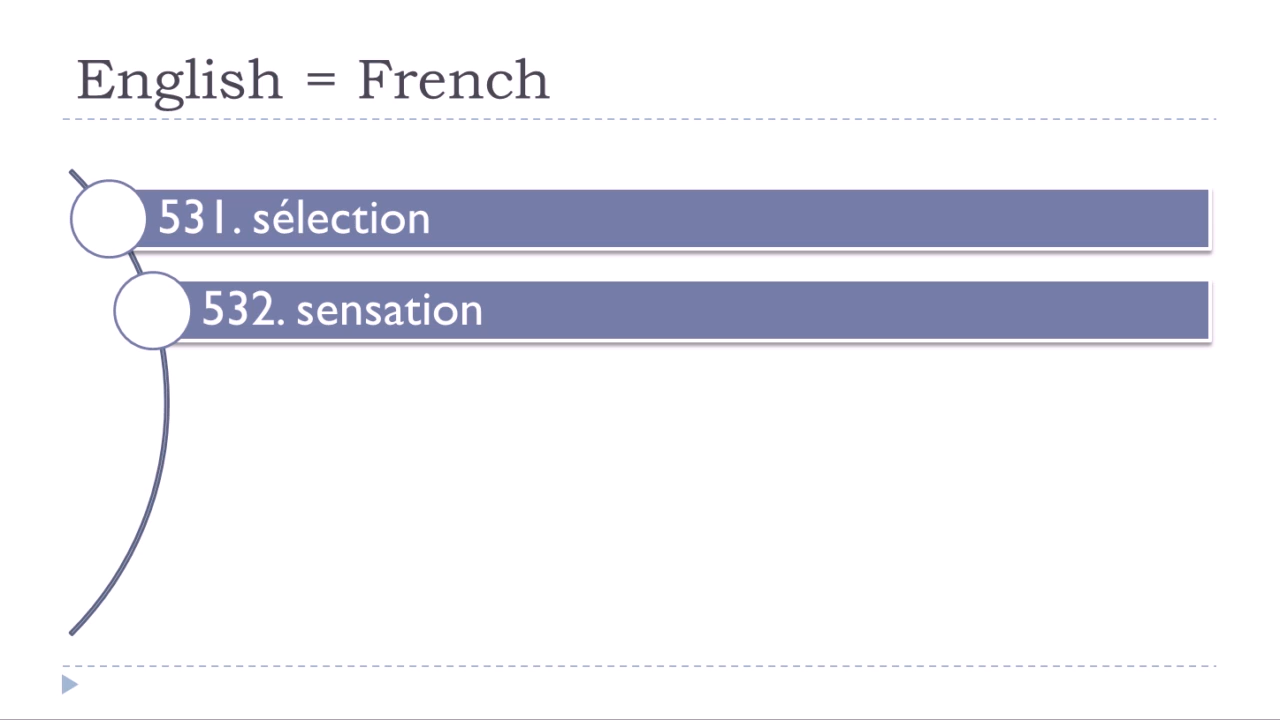 English = French
531. sélection
532. sensation